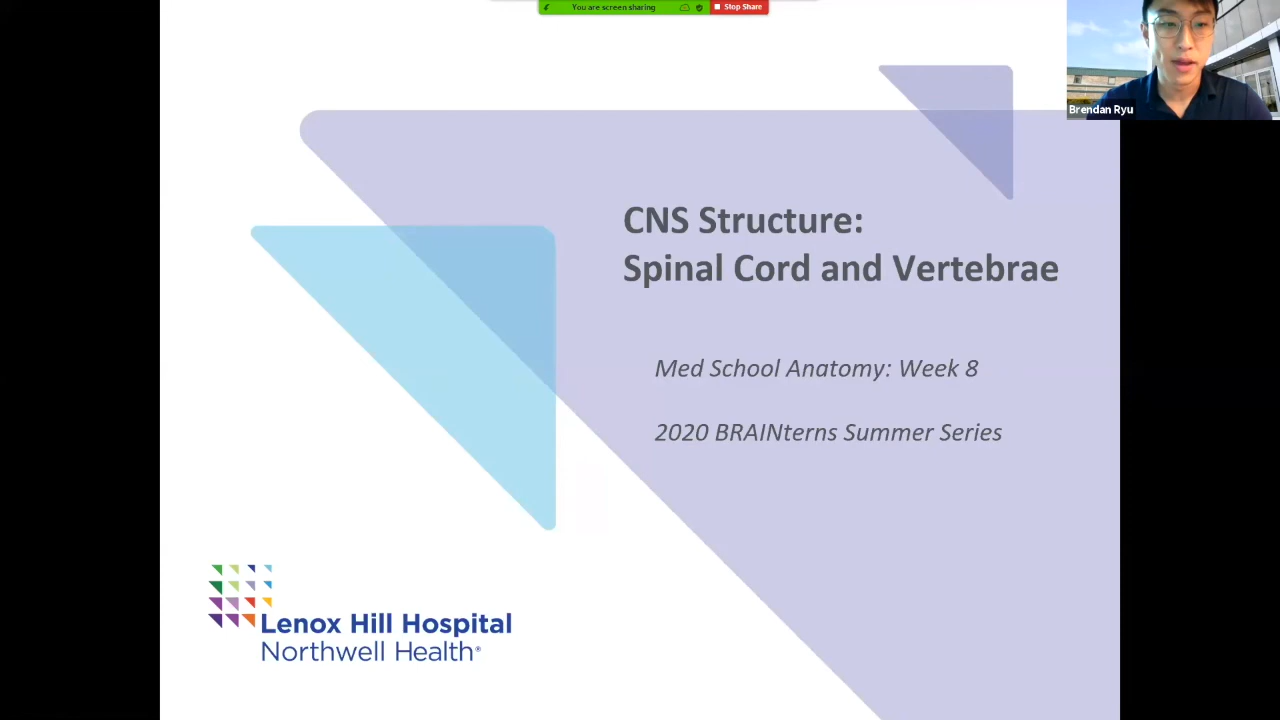 You are screen sharing
Stop Share
Brendan Ryu
CNS Structure:
Spinal Cord and Vertebrae
Med School Anatomy: Week 8
2020 BRAINterns Summer Series
Lenox Hill Hospital
Northwell Health®